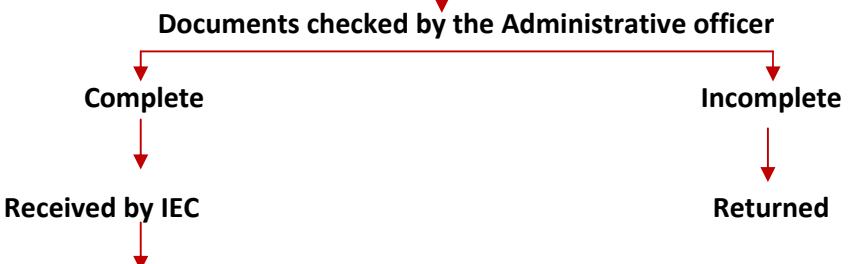 Documents checked by the Administrative officer
Complete Incomplete
Received by IEC Returned